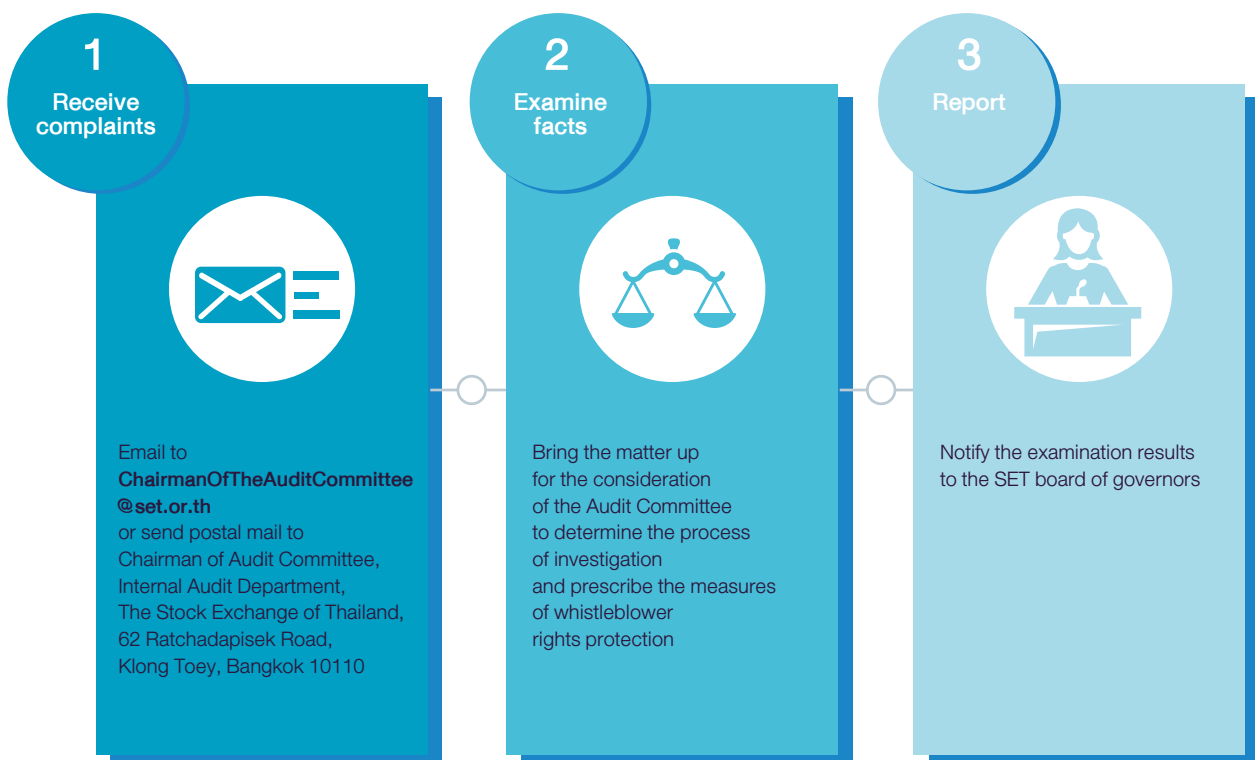 1
Receive
complaints
Email to
ChairmanOfTheAuditCommittee
@set.or.th
or send postal mail to
Chairman of Audit Committee,
Internal Audit Department,
The Stock Exchange of Thailand,
62 Ratchadapisek Road,
Klong Toey, Bangkok 10110
2
Examine
facts
Bring the matter up
for the consideration
of the Audit Committee
to determine the process
of investigation
and prescribe the measures
of whistleblower
rights protection
3
Report
Notify the examination results
to the SET board of governors